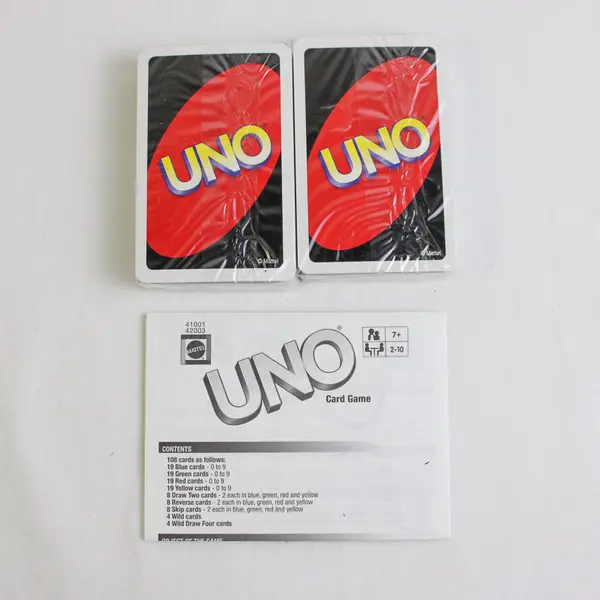 UNO
© Mattel
UNO
© Mattel
41001
42003
MATTEL
UNO®
Card Game
7+
2-10
CONTENTS
108 cards as follows:
19 Blue cards - 0 to 9
19 Green cards - 0 to 9
19 Red cards - 0 to 9
19 Yellow cards - 0 to 9
8 Draw Two cards - 2 each in blue, green, red and yellow
8 Reverse cards - 2 each in blue, green, red and yellow
8 Skip cards - 2 each in blue, green, red and yellow
4 Wild cards
4 Wild Draw Four cards
OBJECT OF THE GAME